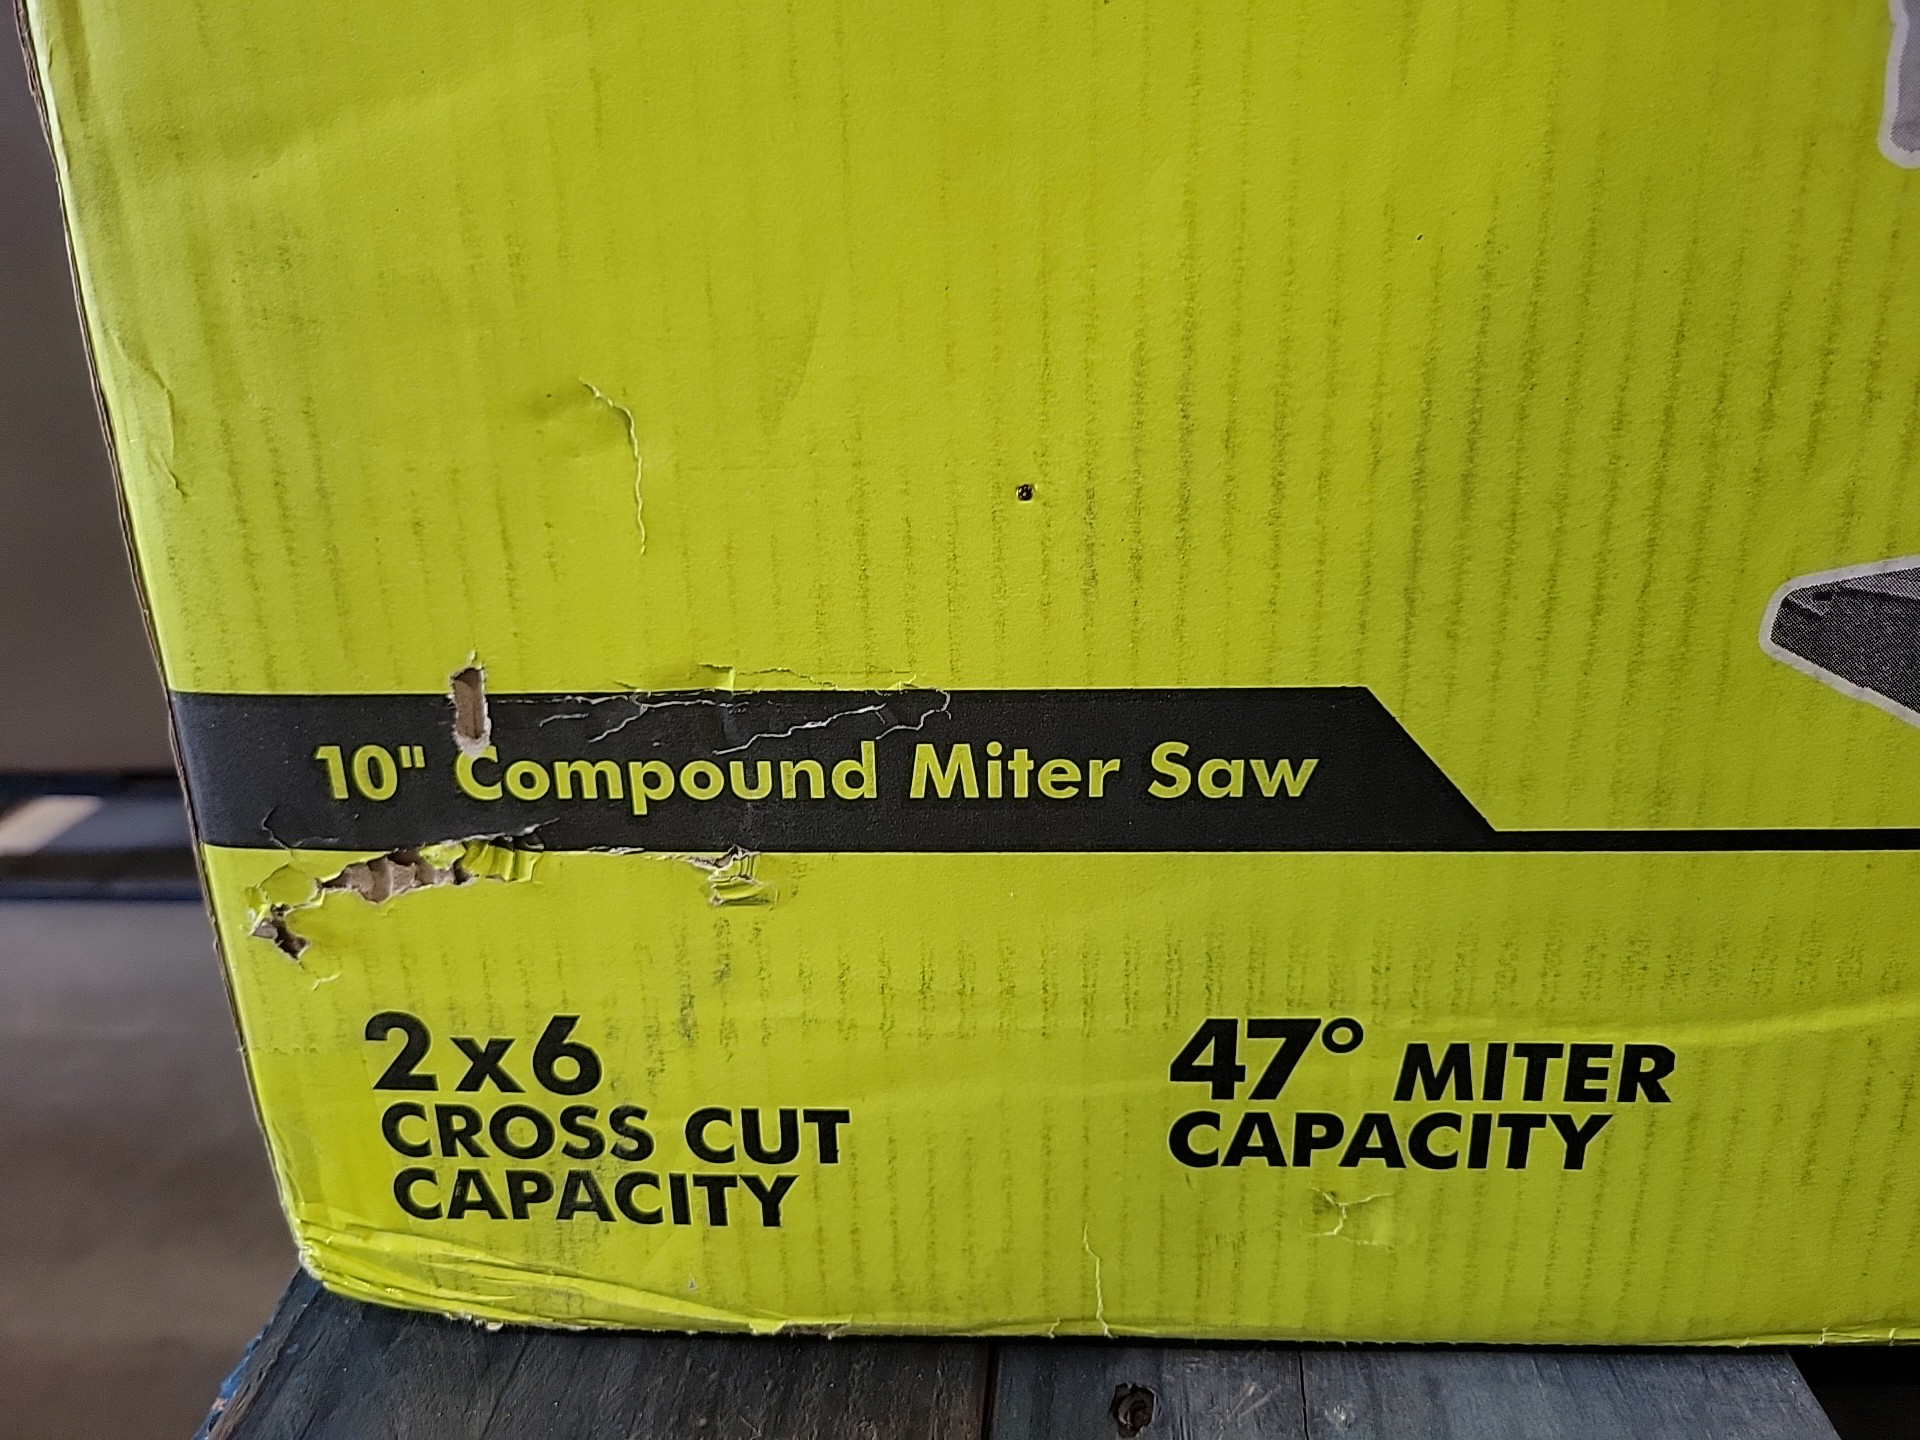 10" Compound Miter Saw
2x6
CROSS CUT
CAPACITY
47° MITER
CAPACITY